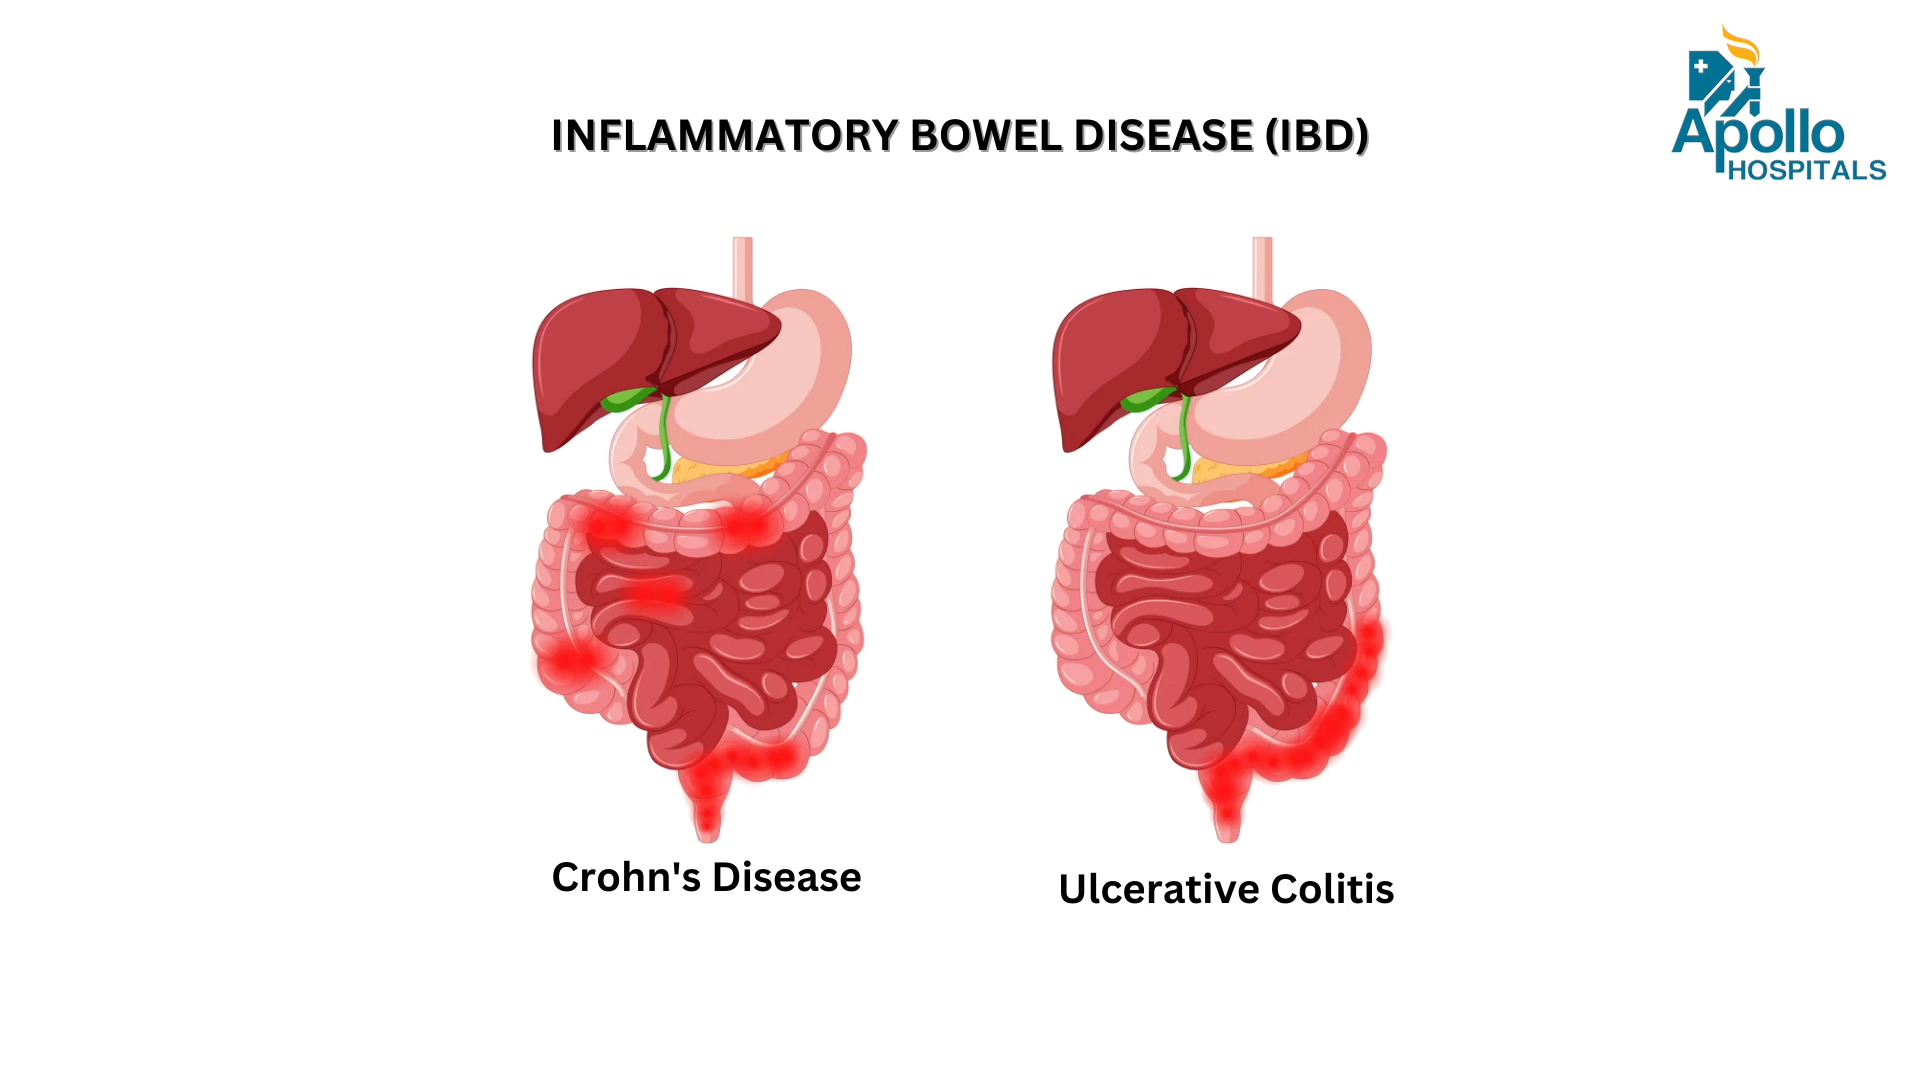 Apollo
HOSPITALS
INFLAMMATORY BOWEL DISEASE (IBD)
Crohn's Disease
Ulcerative Colitis